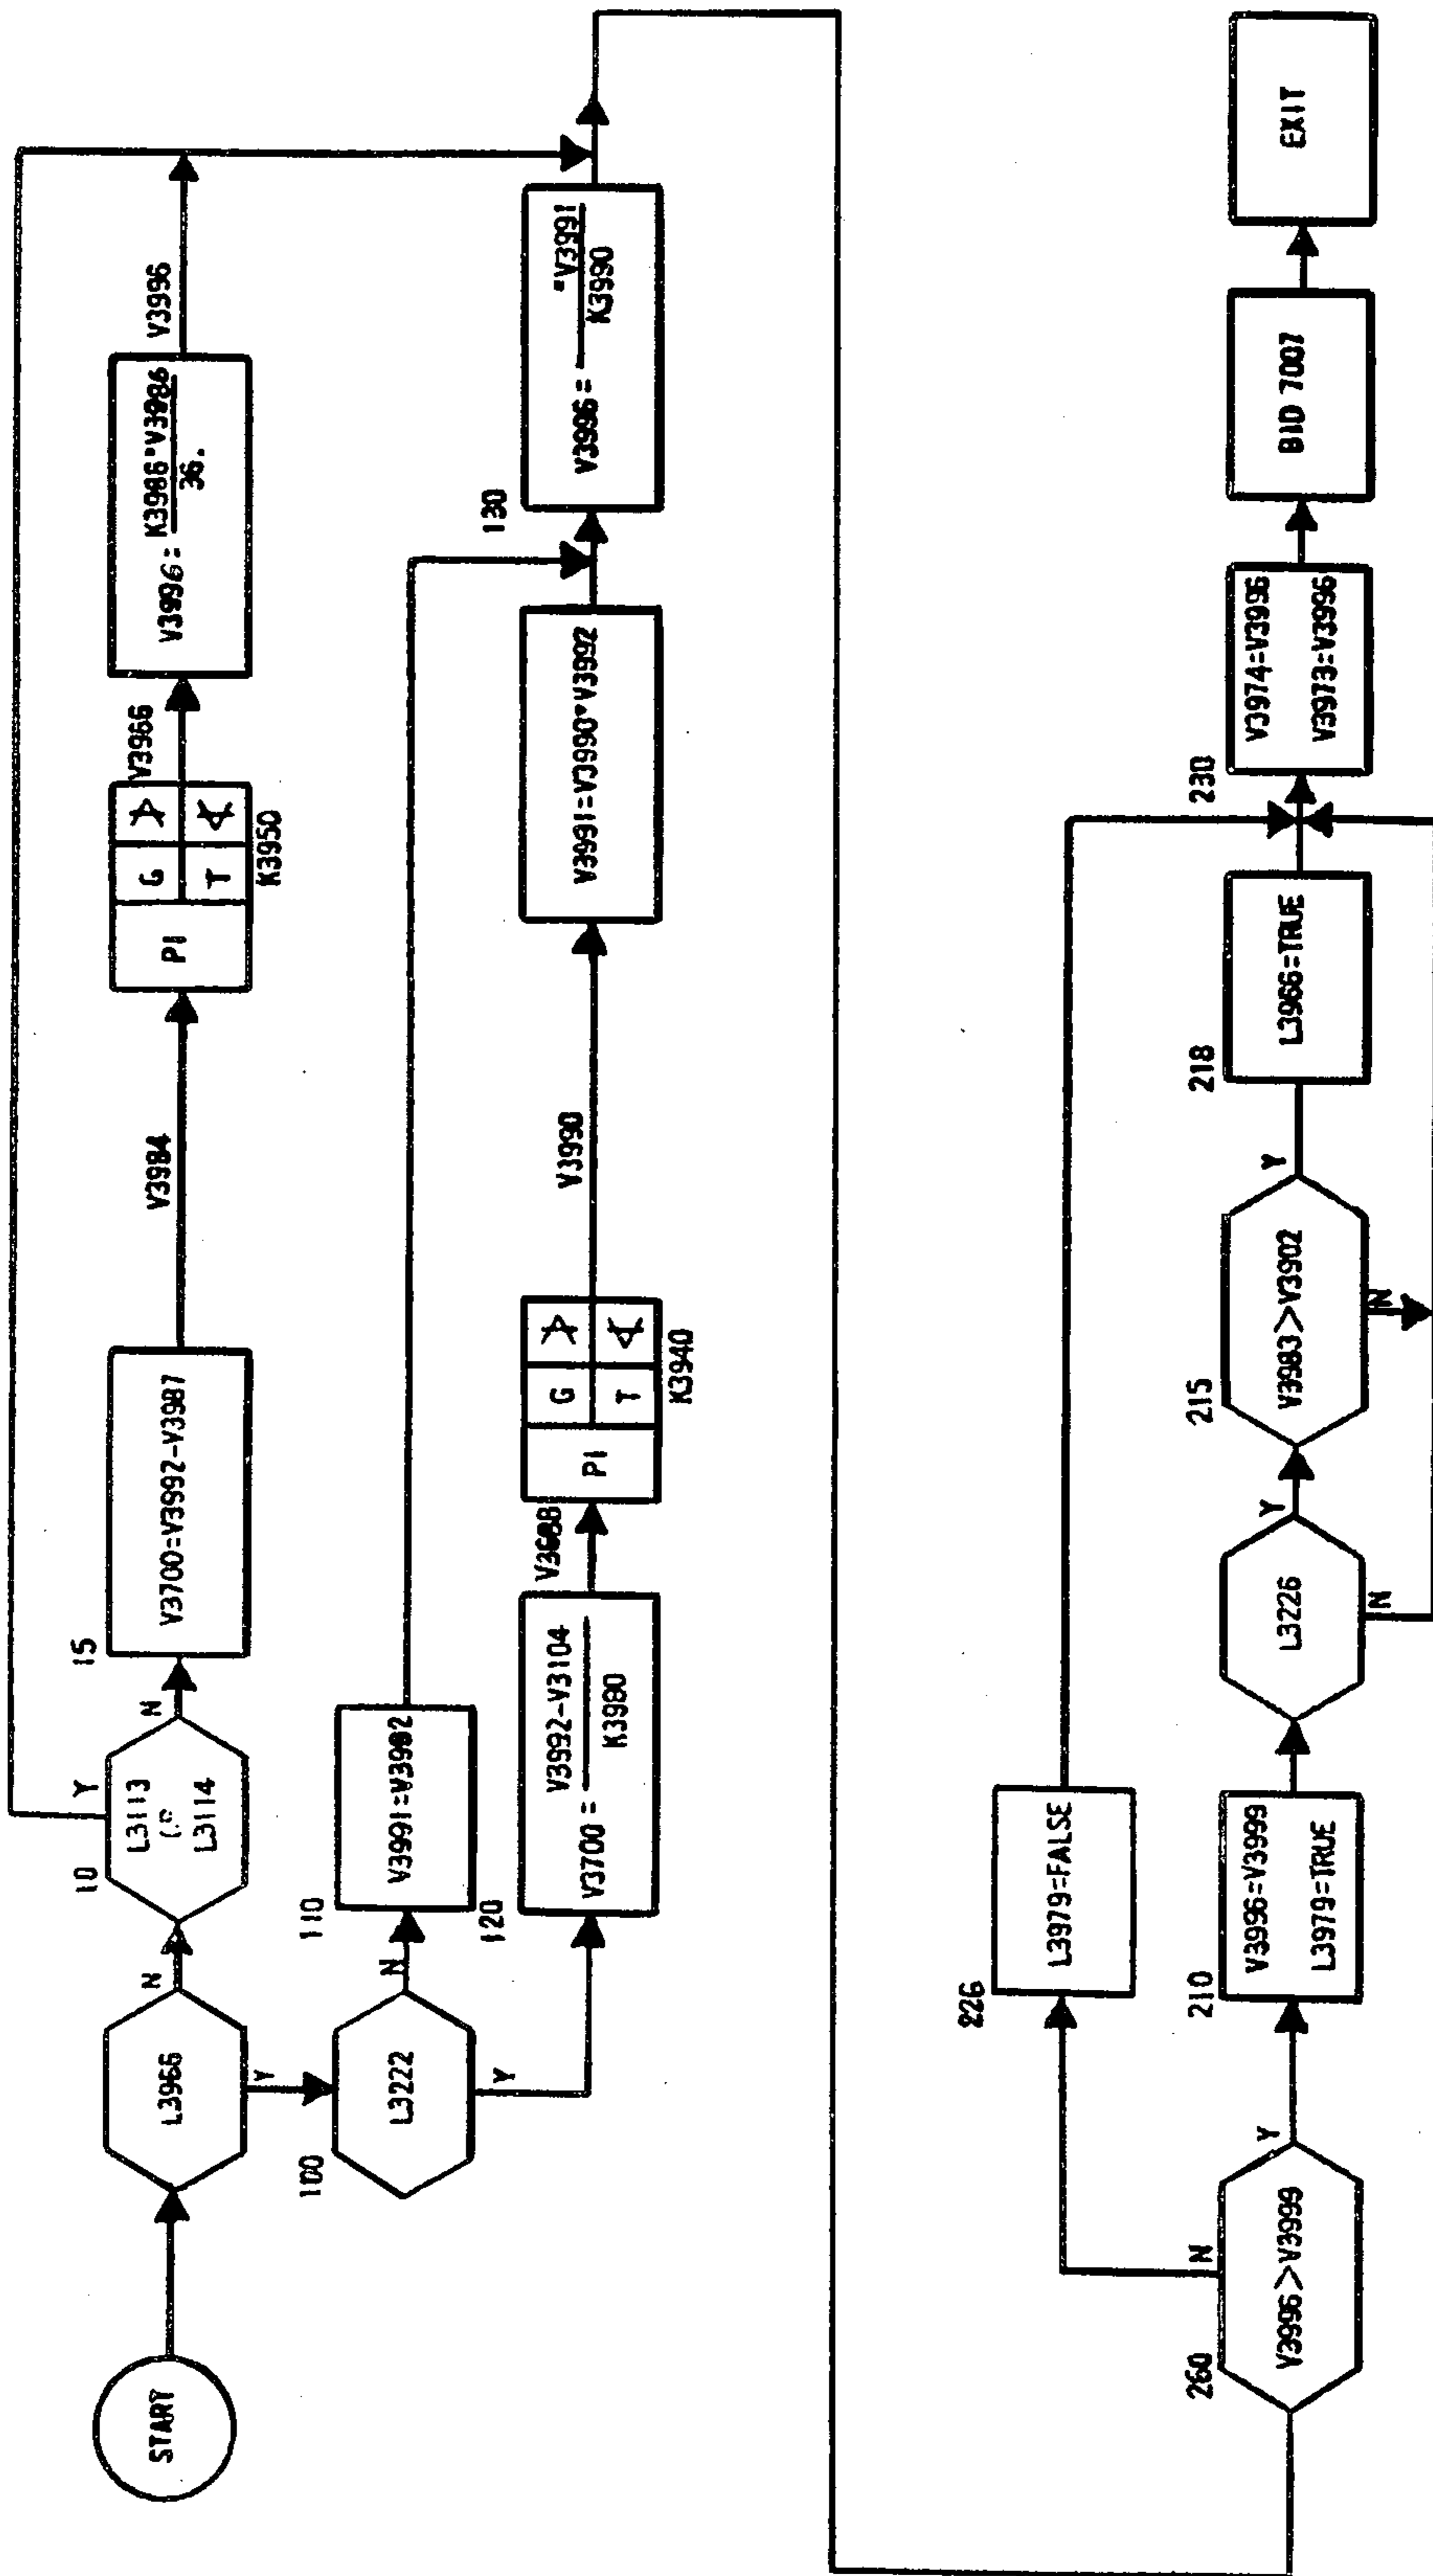 START
L3966
N
Y
10
L3113
L3114
Y
N
15
V3700=V3992-V3987
V3984
PI
G
T
K3950
V3966
V3996=
K3986*V3986
36.
V3996
100
L3222
N
Y
110
V3991=V3982
120
V3700=
V3992-V3104
K3980
V3688
PI
G
T
K3940
V3990
V3991=V3990*V3992
130
V3996=
"V3991
K3990
260
V3996>V3999
N
Y
226
L3979=FALSE
210
V3996=V3999
L3979=TRUE
L3226
Y
N
215
V3983>V3902
Y
N
218
L3966=TRUE
230
V3974=V3996
V3973=V3996
BID 7007
EXIT